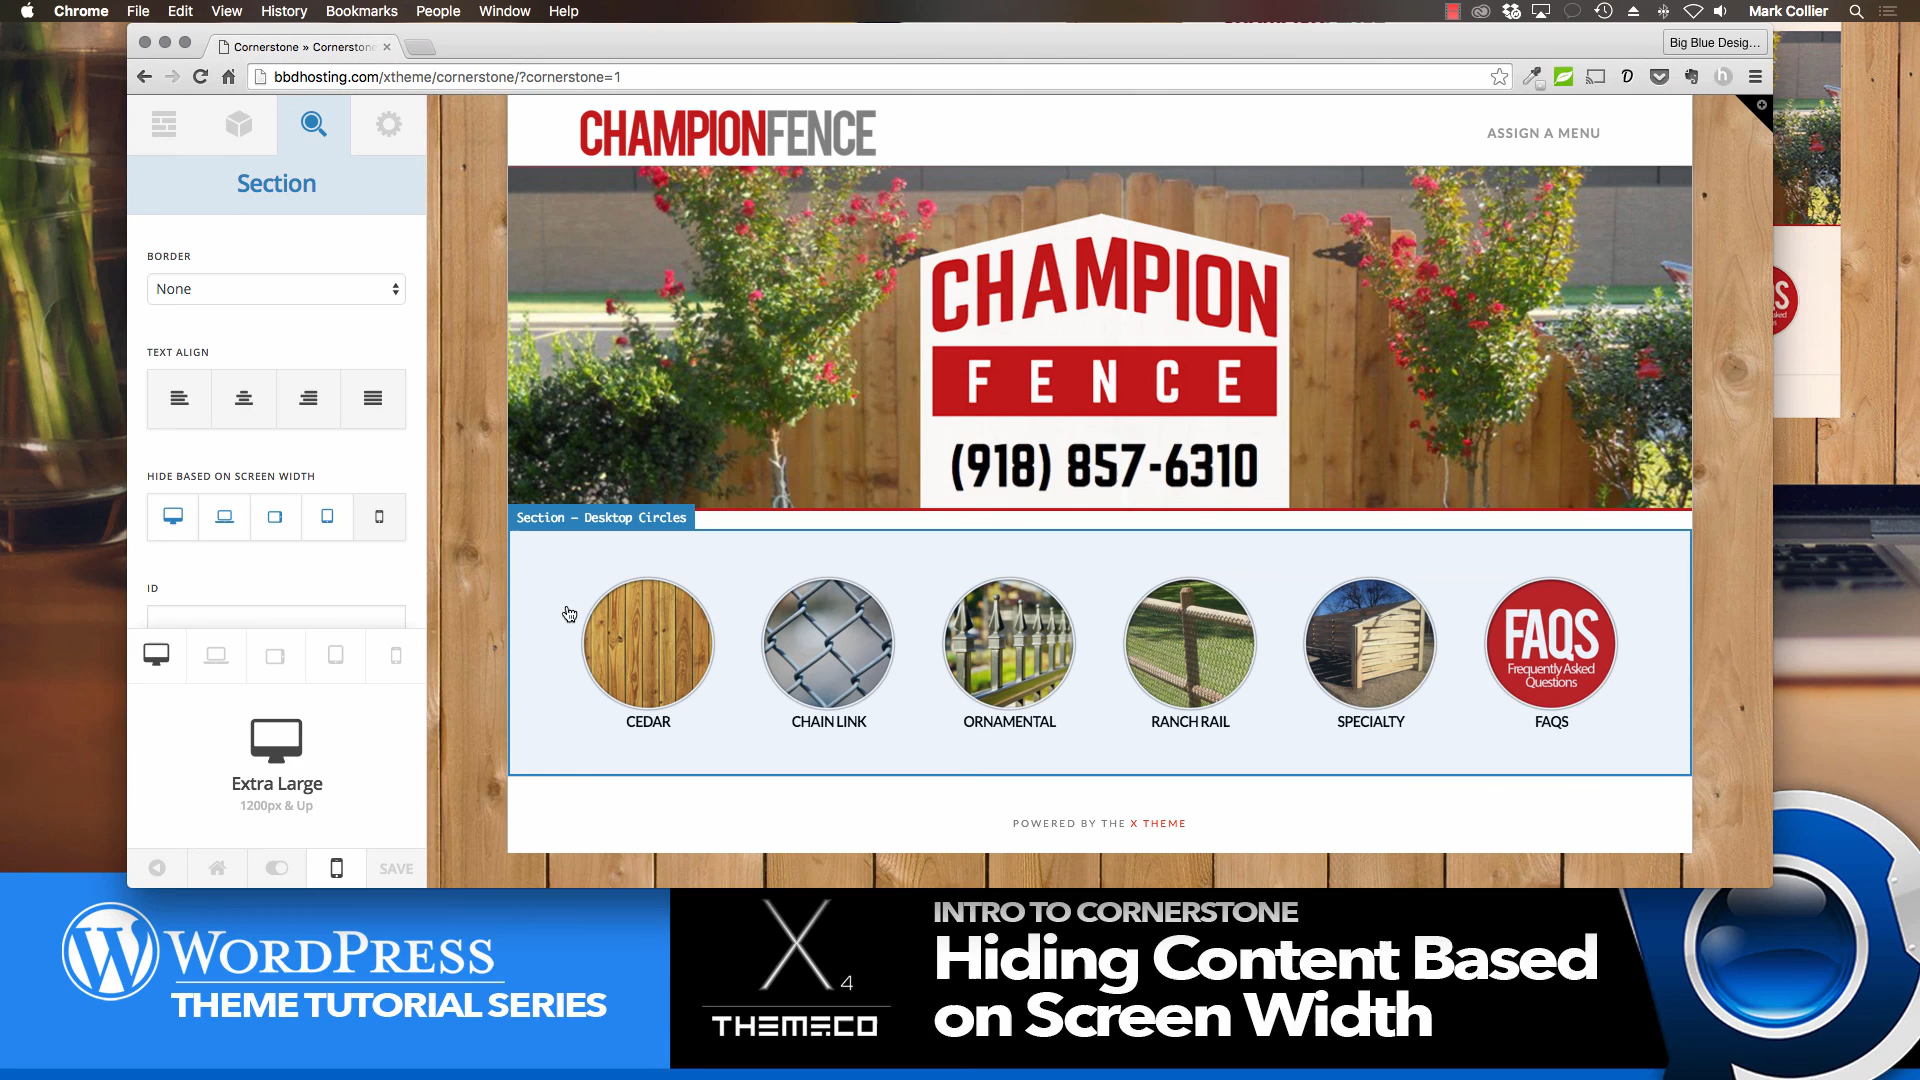 Chrome File Edit View History Bookmarks People Window Help Mark Collier
Cornerstone » Cornerstone
Big Blue Desig...
bbdhosting.com/xtheme/cornerstone/?cornerstone=1
Section
BORDER
None
TEXT ALIGN
HIDE BASED ON SCREEN WIDTH
ID
Extra Large
1200px & Up
SAVE
CHAMPIONFENCE
ASSIGN A MENU
CHAMPION
FENCE
(918) 857-6310
Section — Desktop Circles
FAQS
Frequently Asked
Questions
CEDAR CHAIN LINK ORNAMENTAL RANCH RAIL SPECIALTY FAQS
POWERED BY THE X THEME
WORDPRESS
THEME TUTORIAL SERIES
X 4
THEMECO
INTRO TO CORNERSTONE
Hiding Content Based
on Screen Width